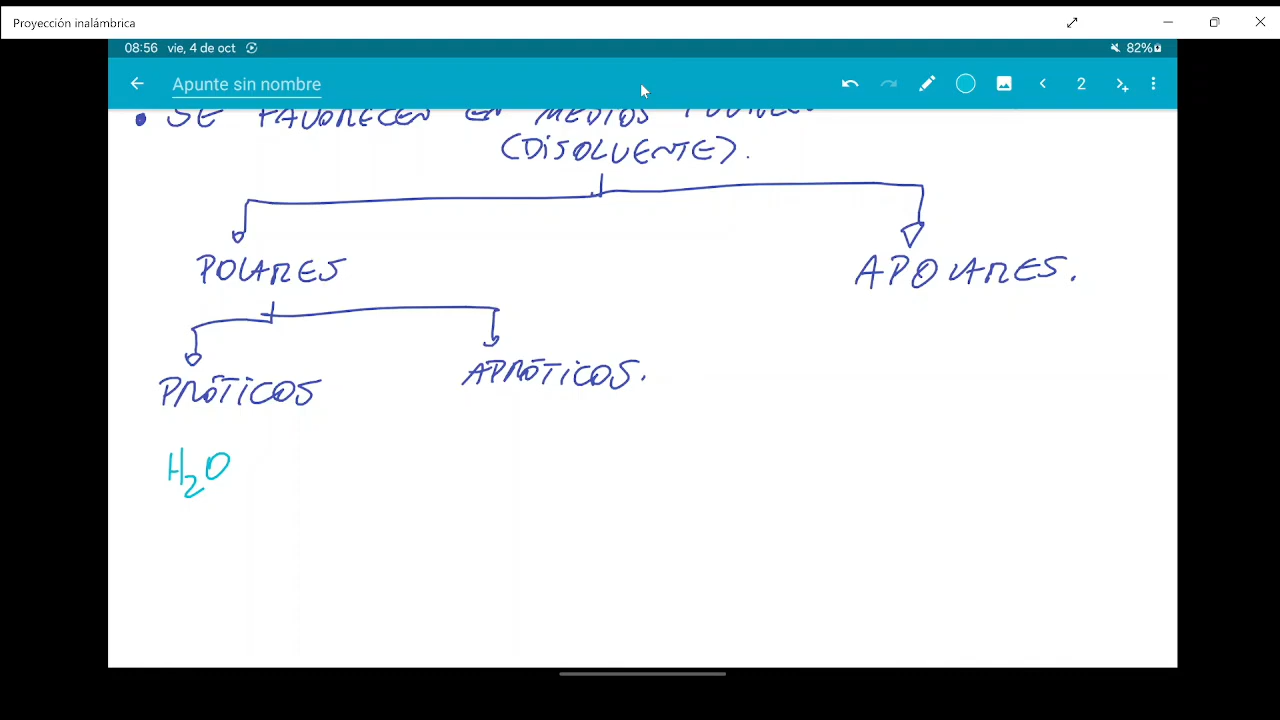 Proyección inalámbrica
08:56 vie, 4 de oct 82%
Apunte sin nombre 2
• SE FAVORECEN EN MEDIOS
(DISOLVENTE).
POLARES APOLARES.
PRÓTICOS APRÓTICOS.
H2O